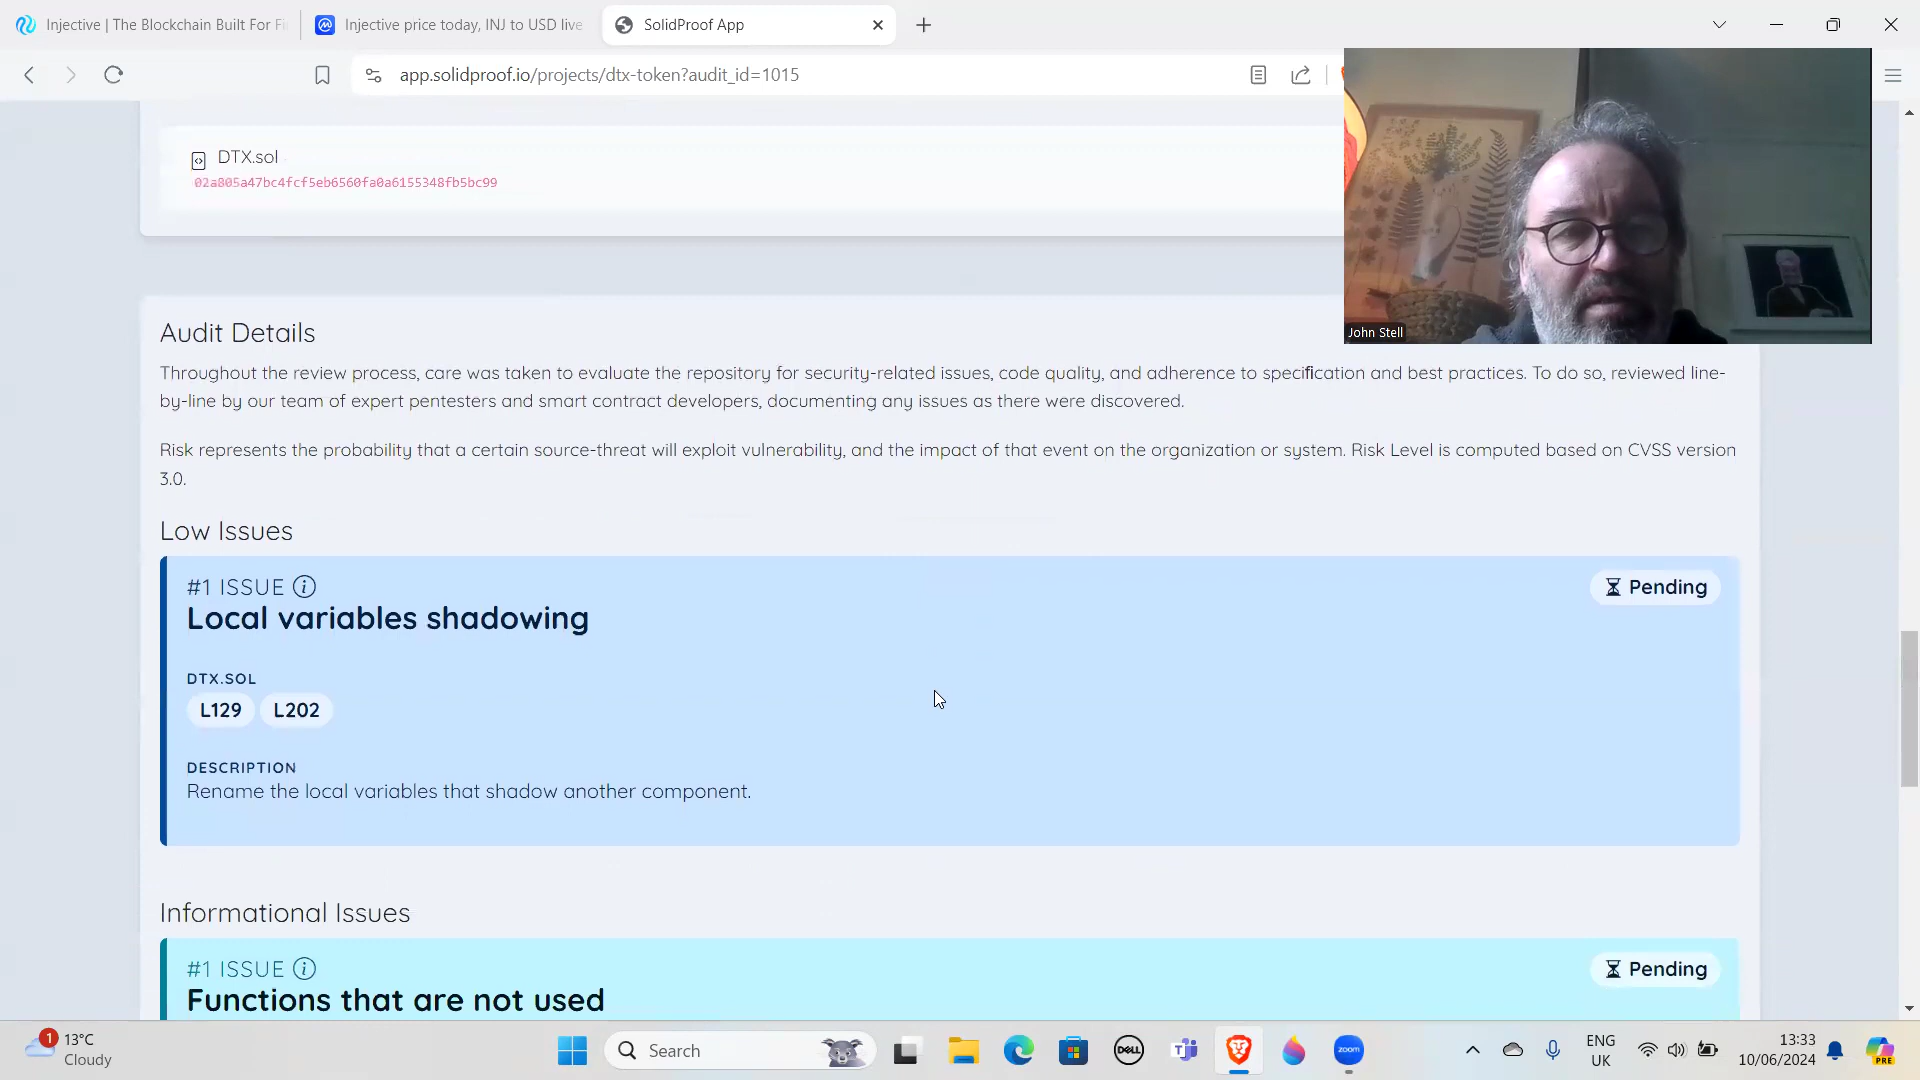 Injective | The Blockchain Built For Fi
Injective price today, INJ to USD live
SolidProof App
app.solidproof.io/projects/dtx-token?audit_id=1015
DTX.sol
02a805a47bc4fcf5eb6560fa0a6155348fb5bc99
John Stell
Audit Details
Throughout the review process, care was taken to evaluate the repository for security-related issues, code quality, and adherence to specification and best practices. To do so, reviewed line-
by-line by our team of expert pentesters and smart contract developers, documenting any issues as there were discovered.
Risk represents the probability that a certain source-threat will exploit vulnerability, and the impact of that event on the organization or system. Risk Level is computed based on CVSS version
3.0.
Low Issues
#1 ISSUE
Pending
Local variables shadowing
DTX.SOL
L129 L202
DESCRIPTION
Rename the local variables that shadow another component.
Informational Issues
#1 ISSUE
Pending
Functions that are not used
1
13°C
Cloudy
Search
DELL
zoom
ENG
UK
13:33
10/06/2024
PRE